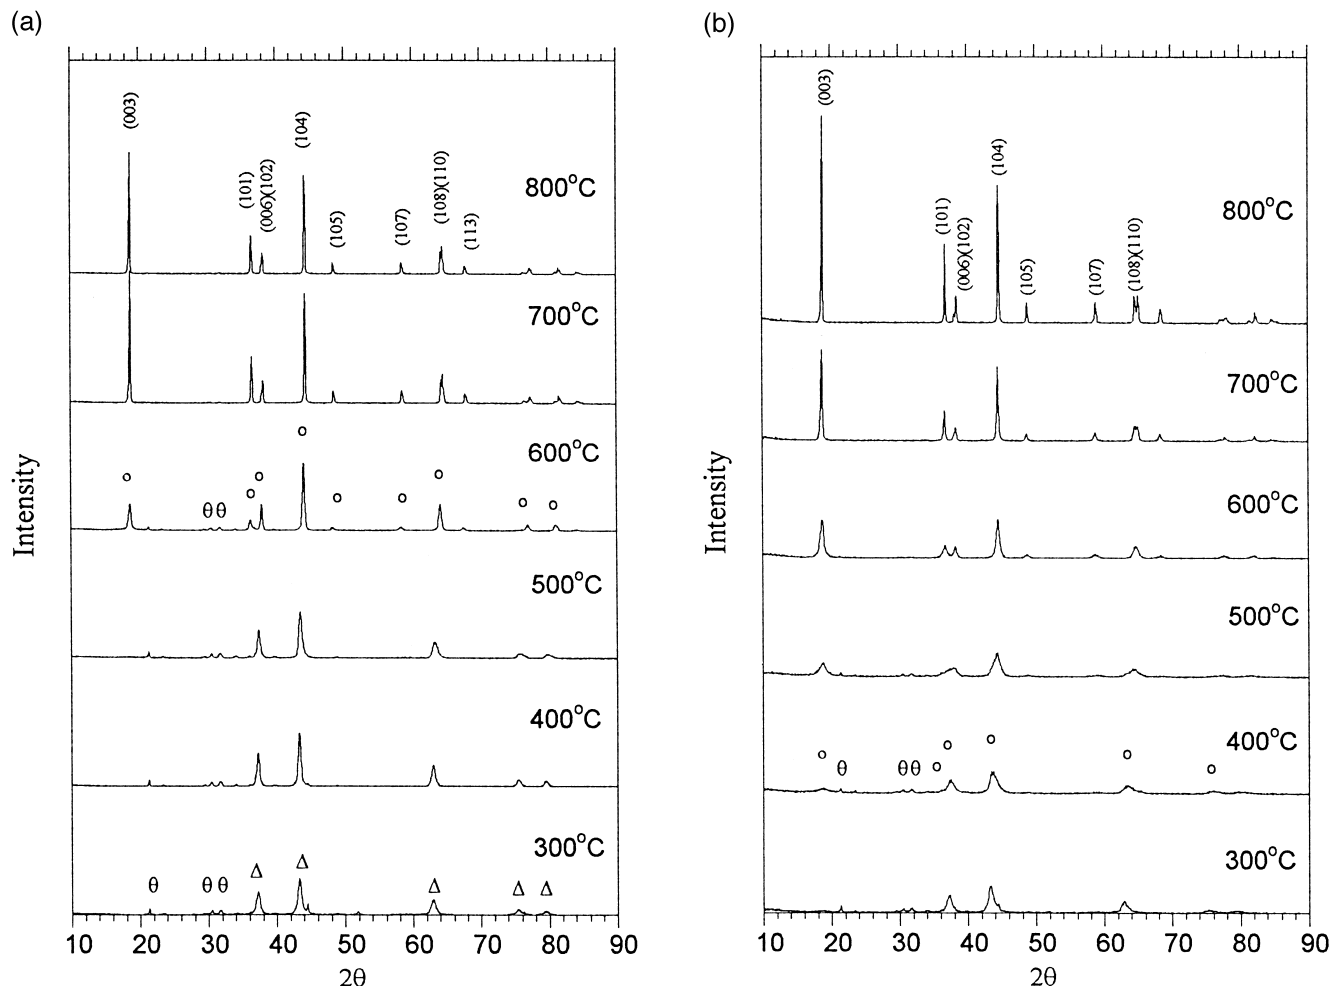 (a)
(003)
(101)
(006)(102)
(104)
(105)
(107)
(108)(110)
(113)
800°C
700°C
o
600°C
o o o o
θθ o o o o o
500°C
400°C
300°C
θ θ θ Δ Δ Δ Δ Δ
Intensity
10 20 30 40 50 60 70 80 90
2θ
(b)
(003)
(101)
(006)(102)
(104)
(105)
(107)
(108)(110)
800°C
700°C
600°C
500°C
400°C
o θ θθ o o o o o
300°C
Intensity
10 20 30 40 50 60 70 80 90
2θ